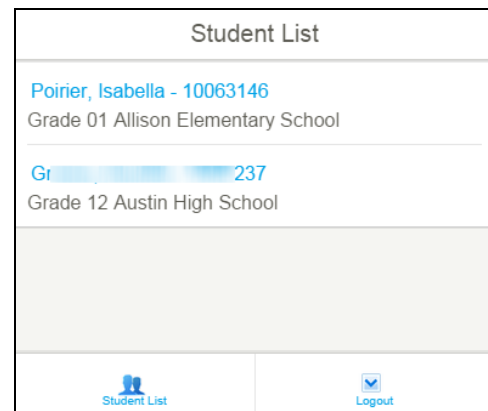 Student List
Poirier, Isabella - 10063146
Grade 01 Allison Elementary School
237
Grade 12 Austin High School
Student List
Logout